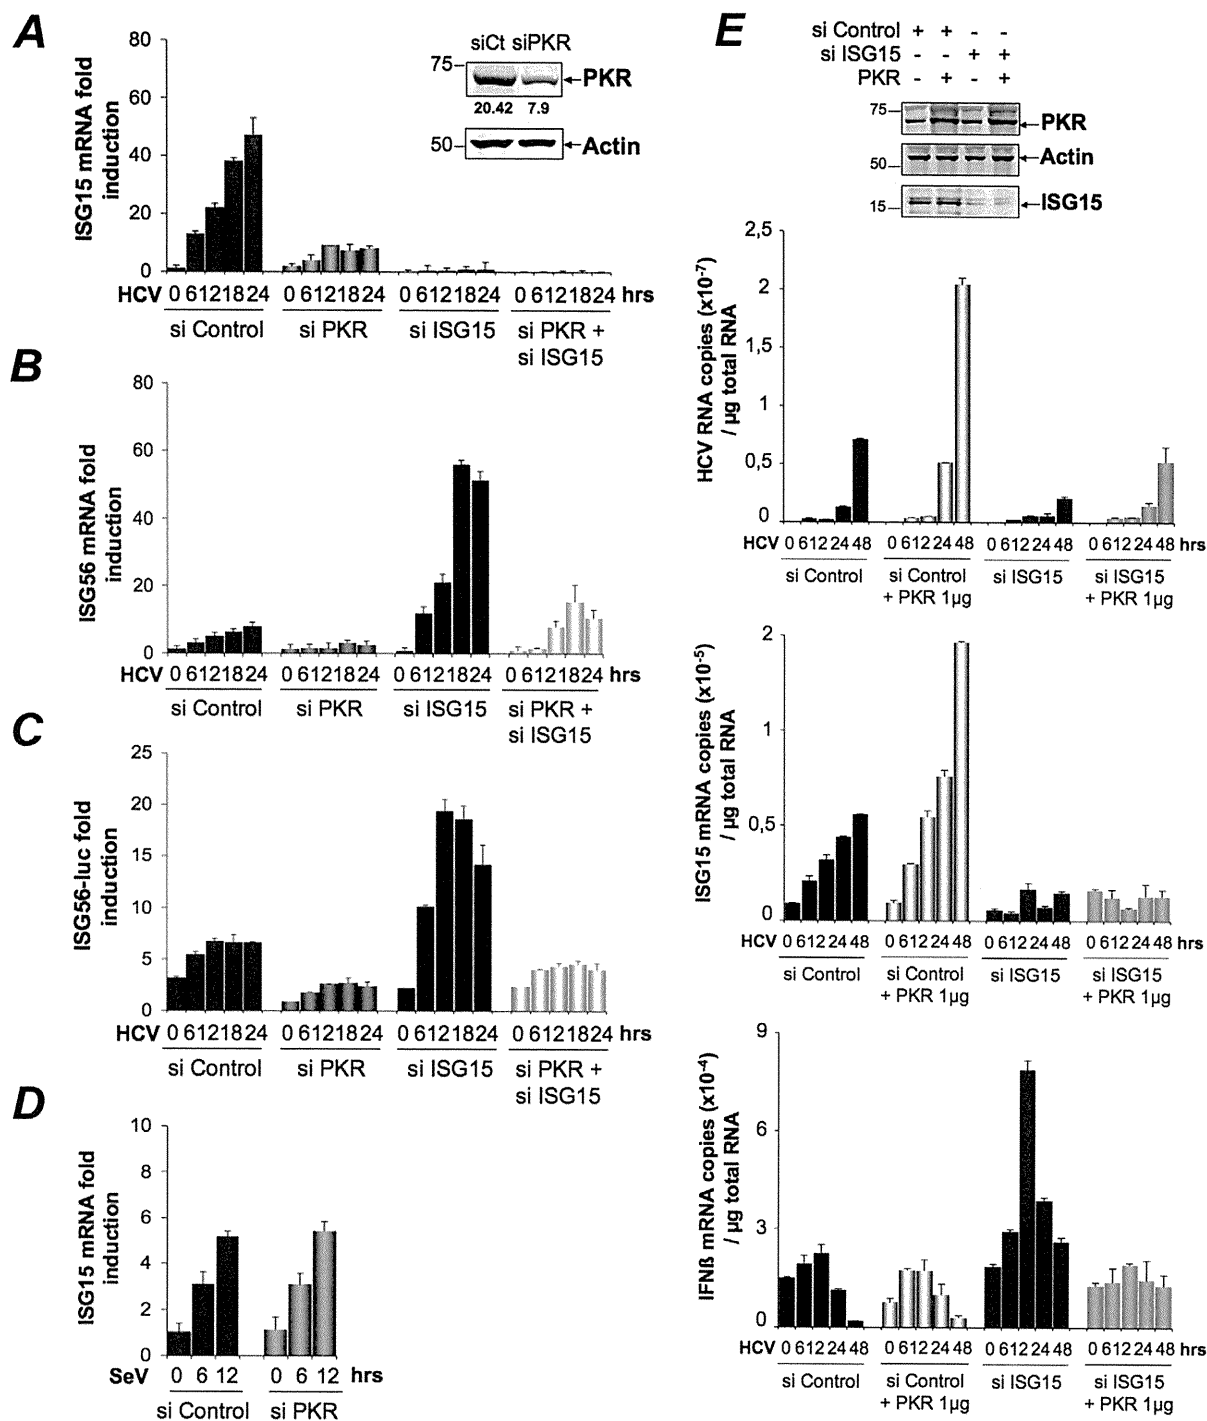 A
80
60
40
20
0
ISG15 mRNA fold
induction
siCt siPKR
75
PKR
20.42 7.9
50
Actin
HCV 0 6 12 18 24 0 6 12 18 24 0 6 12 18 24 0 6 12 18 24 hrs
si Control si PKR si ISG15 si PKR +
si ISG15
B
80
60
40
20
0
ISG56 mRNA fold
induction
HCV 0 6 12 18 24 0 6 12 18 24 0 6 12 18 24 0 6 12 18 24 hrs
si Control si PKR si ISG15 si PKR +
si ISG15
C
25
20
15
10
5
0
ISG56-luc fold
induction
HCV 0 6 12 18 24 0 6 12 18 24 0 6 12 18 24 0 6 12 18 24 hrs
si Control si PKR si ISG15 si PKR +
si ISG15
D
10
8
6
4
2
0
ISG15 mRNA fold
induction
SeV 0 6 12 0 6 12 hrs
si Control si PKR
E
si Control + + - -
si ISG15 - - + +
PKR - + - +
75
PKR
50
Actin
15
ISG15
2,5
2
1,5
1
0,5
0
HCV RNA copies (x10-7)
/ µg total RNA
HCV 0 6 12 24 48 0 6 12 24 48 0 6 12 24 48 0 6 12 24 48 hrs
si Control si Control si ISG15 si ISG15
+ PKR 1µg + PKR 1µg
2
1
0,5
0
ISG15 mRNA copies (x10-5)
/ µg total RNA
HCV 0 6 12 24 48 0 6 12 24 48 0 6 12 24 48 0 6 12 24 48 hrs
si Control si Control si ISG15 si ISG15
+ PKR 1µg + PKR 1µg
9
6
3
0
IFNß mRNA copies (x10-4)
/ µg total RNA
HCV 0 6 12 24 48 0 6 12 24 48 0 6 12 24 48 0 6 12 24 48 hrs
si Control si Control si ISG15 si ISG15
+ PKR 1µg + PKR 1µg